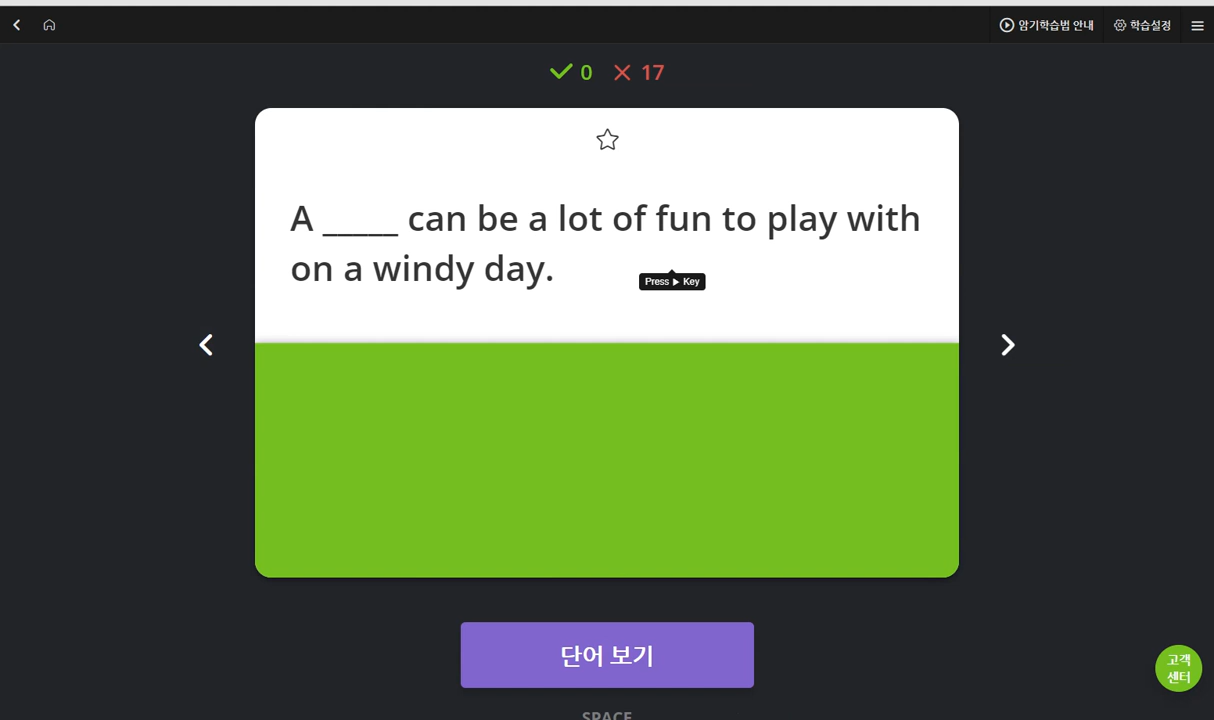 암기학습법 안내
학습설정
0
17
A _____ can be a lot of fun to play with
on a windy day.
Press ▶ Key
단어 보기
고객
센터
SPACE